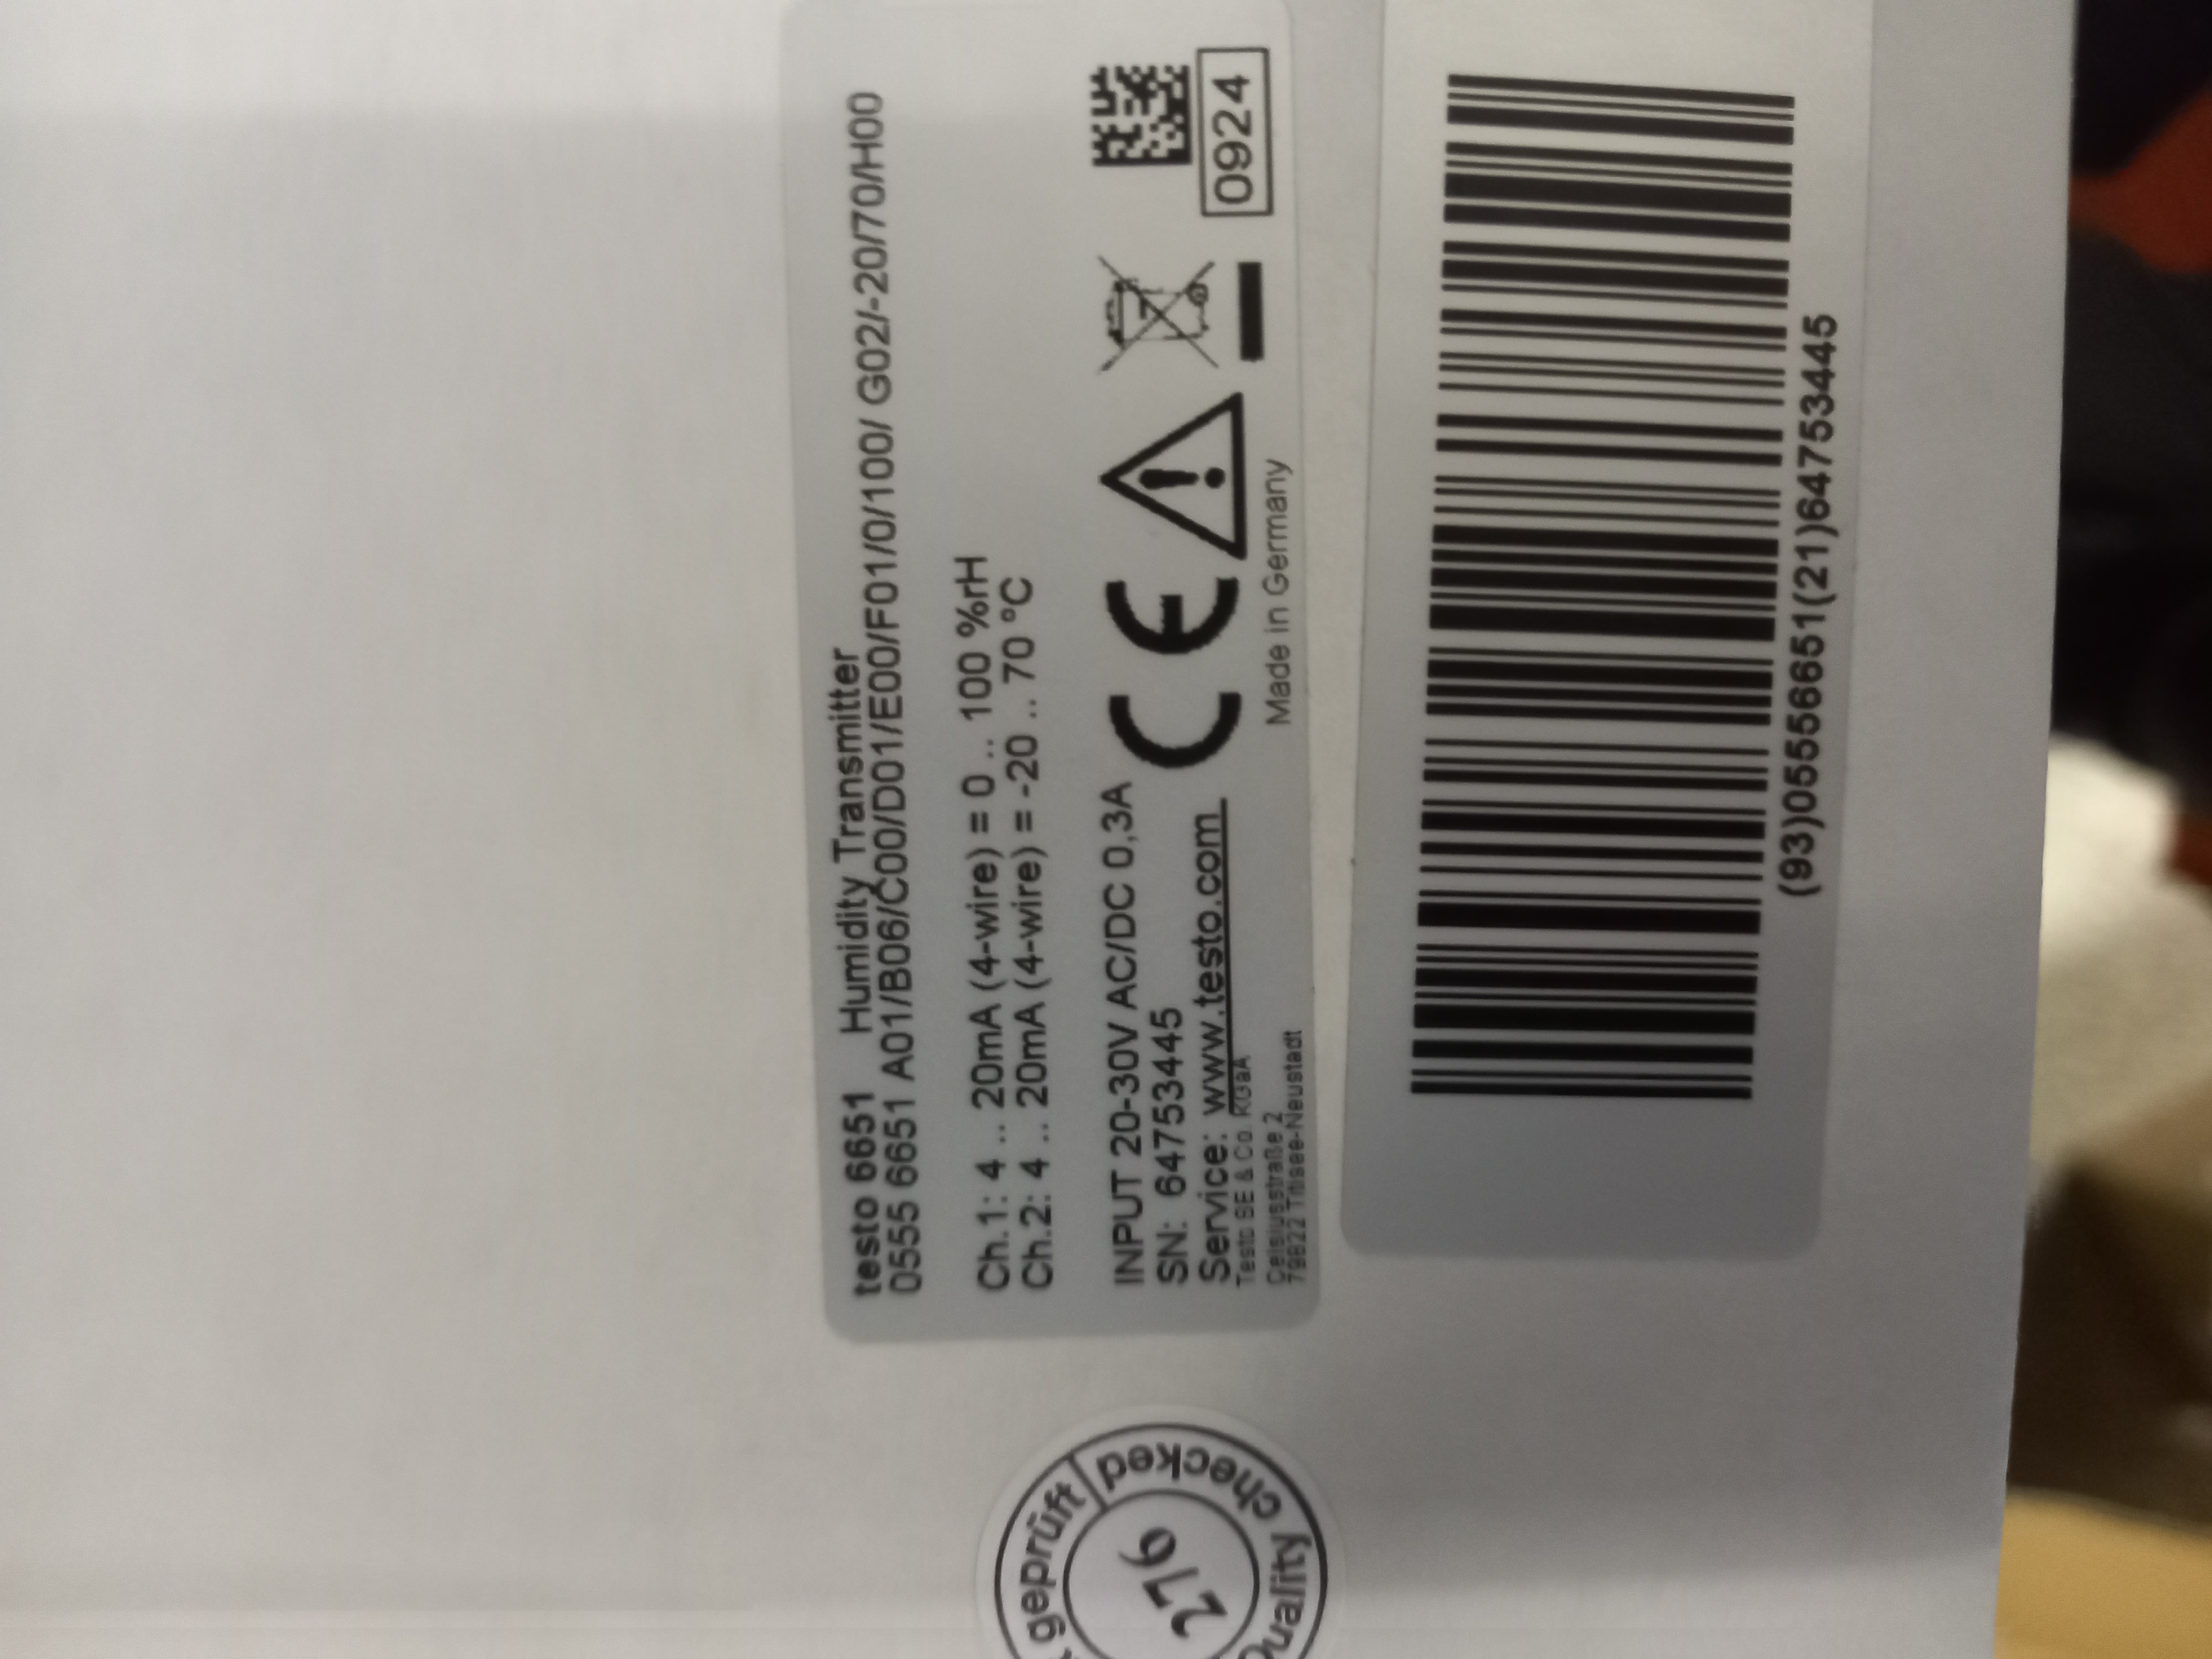 testo 6651 Humidity Transmitter
0555 6651 A01/B06/C00/D01/E00/F01/0/100/ G02/-20/70/H00
Ch.1: 4 .. 20mA (4-wire) = 0 .. 100 %rH
Ch.2: 4 .. 20mA (4-wire) = -20 .. 70 °C
INPUT 20-30V AC/DC 0,3A
SN: 64753445
Service: www.testo.com
Testo SE & Co. KGaA
Celsiusstraße 2
79822 Titisee-Neustadt
CE
Made in Germany
0924
geprüft
checked
276
(93)05556651(21)64753445